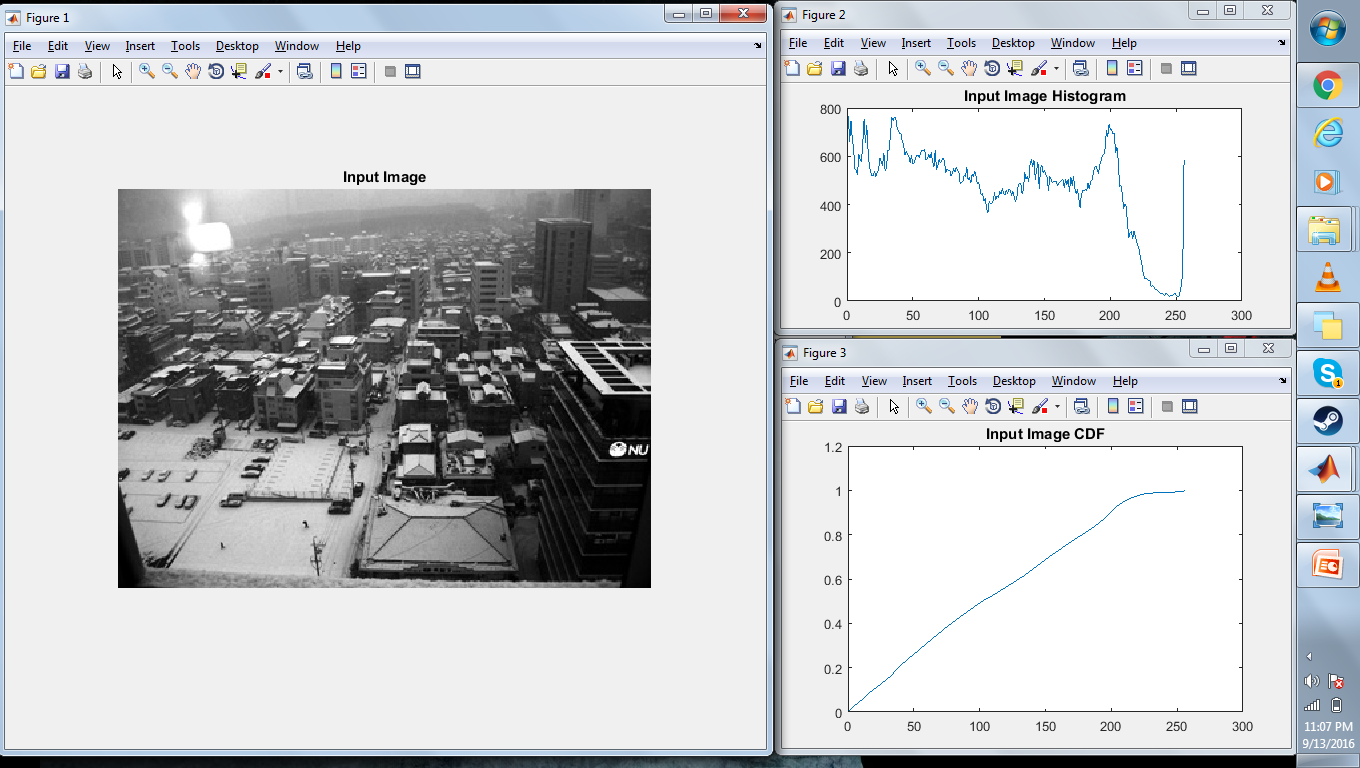 Figure 1
File Edit View Insert Tools Desktop Window Help
Input Image
NU
Figure 2
File Edit View Insert Tools Desktop Window Help
Input Image Histogram
800
600
400
200
0
0 50 100 150 200 250 300
Figure 3
File Edit View Insert Tools Desktop Window Help
Input Image CDF
1.2
1
0.8
0.6
0.4
0.2
0
0 50 100 150 200 250 300
S
1
11:07 PM
9/13/2016